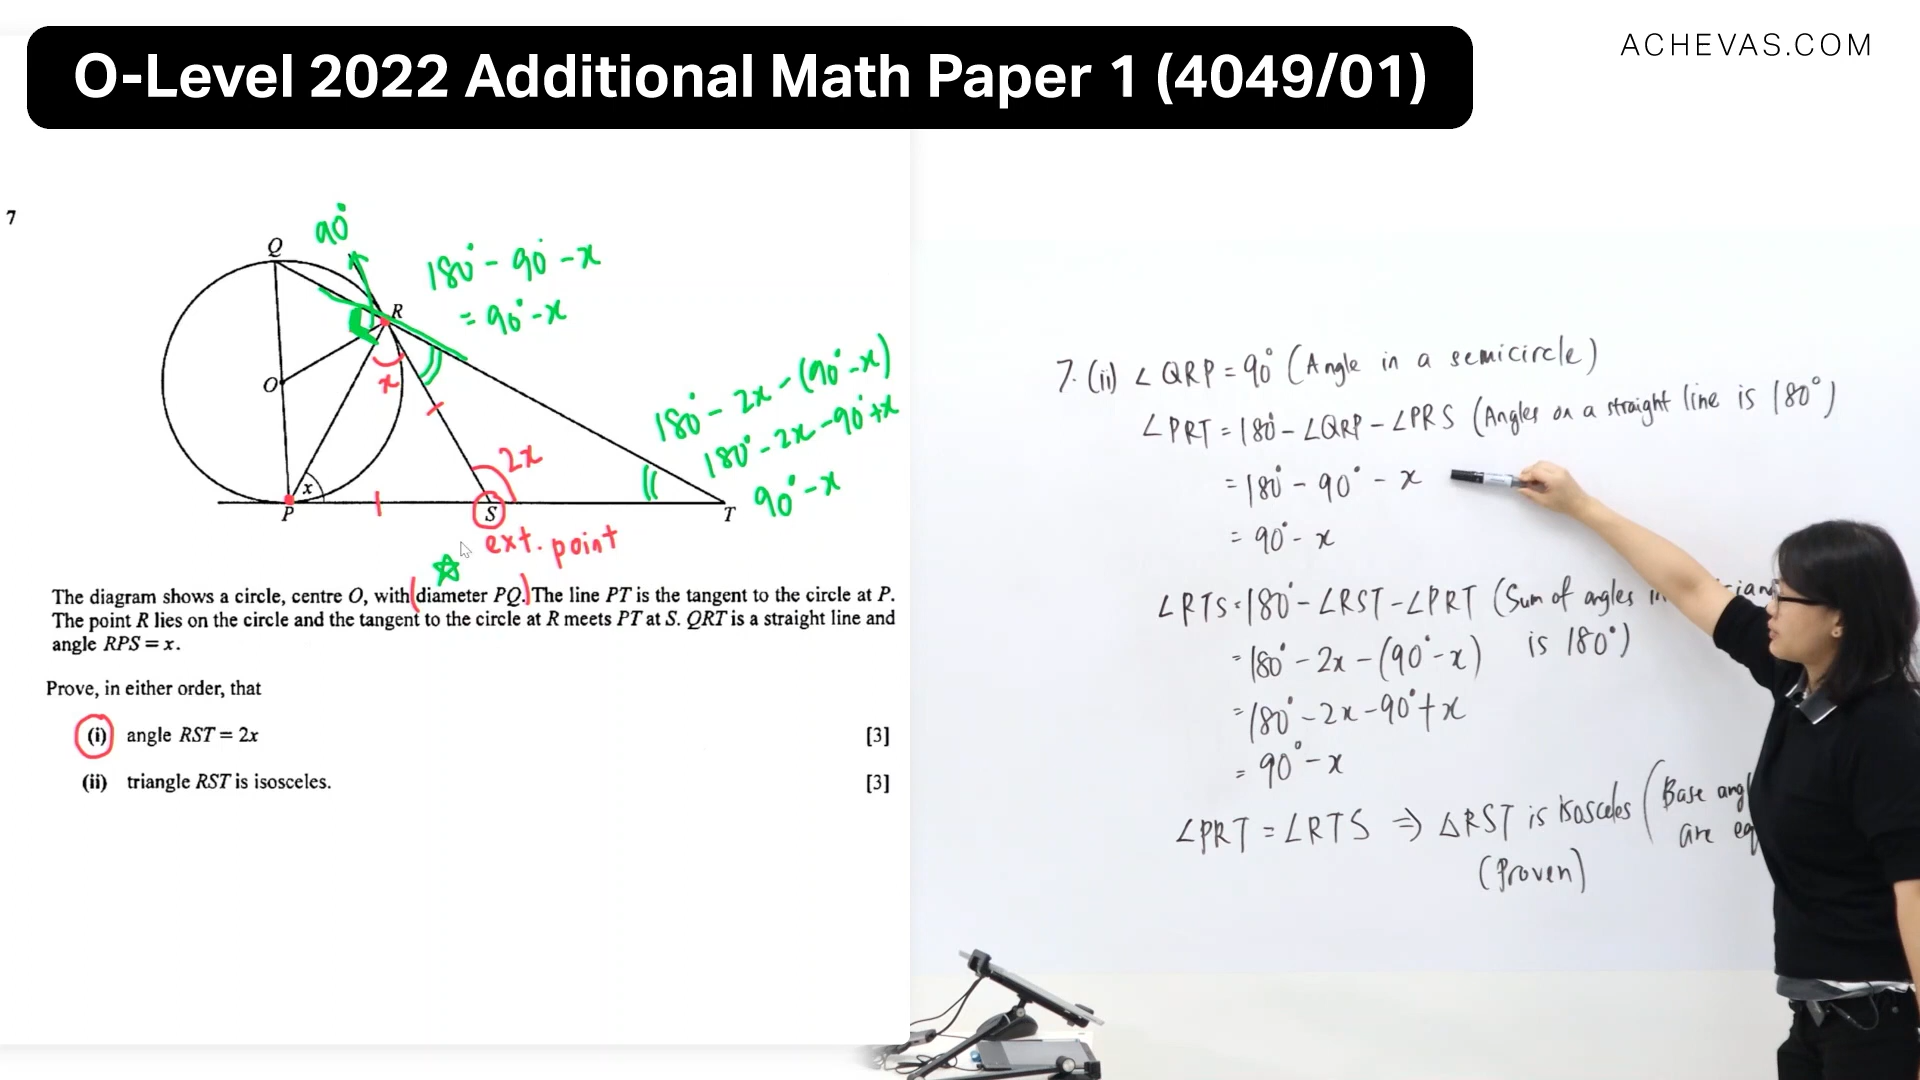 O-Level 2022 Additional Math Paper 1 (4049/01)
ACHEVAS.COM
7
Q
90°
R
180° - 90° - x
= 90° - x
O
x
180° - 2x - (90° - x)
180° - 2x - 90° + x
90° - x
2x
x
P
S
T
ext. point
The diagram shows a circle, centre O, with diameter PQ. The line PT is the tangent to the circle at P.
The point R lies on the circle and the tangent to the circle at R meets PT at S. QRT is a straight line and
angle RPS = x.
Prove, in either order, that
(i) angle RST = 2x [3]
(ii) triangle RST is isosceles. [3]
7. (ii) ∠QRP = 90° (Angle in a semicircle)
∠PRT = 180° - ∠QRP - ∠PRS (Angles on a straight line is 180°)
= 180° - 90° - x
= 90° - x
∠RTS = 180° - ∠RST - ∠PRT (Sum of angles
= 180° - 2x - (90° - x) is 180°)
= 180° - 2x - 90° + x
= 90° - x
∠PRT = ∠RTS ⇒ △RST is isosceles (Base
are
(Proven)